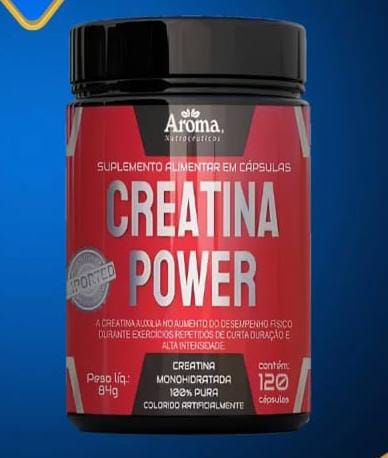 Aroma®
Nutracêuticos
SUPLEMENTO ALIMENTAR EM CÁPSULAS
CREATINA
POWER
A CREATINA AUXILIA NO AUMENTO DO DESEMPENHO FÍSICO
DURANTE EXERCÍCIOS REPETIDOS DE CURTA DURAÇÃO E
ALTA INTENSIDADE.
Peso líq.:
84g
CREATINA
MONOHIDRATADA
100% PURA
COLORIDO ARTIFICIALMENTE
contém:
120
cápsulas